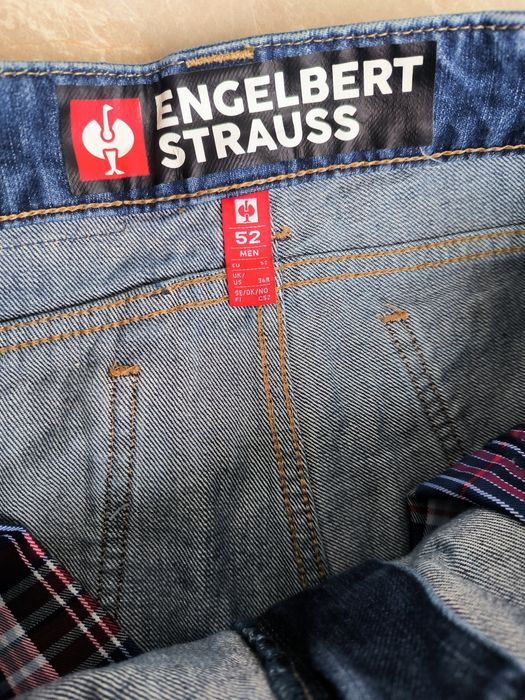 ENGELBERT
STRAUSS
52
MEN
EU 52
UK/
US 36R
SE/DK/NO
FI C52